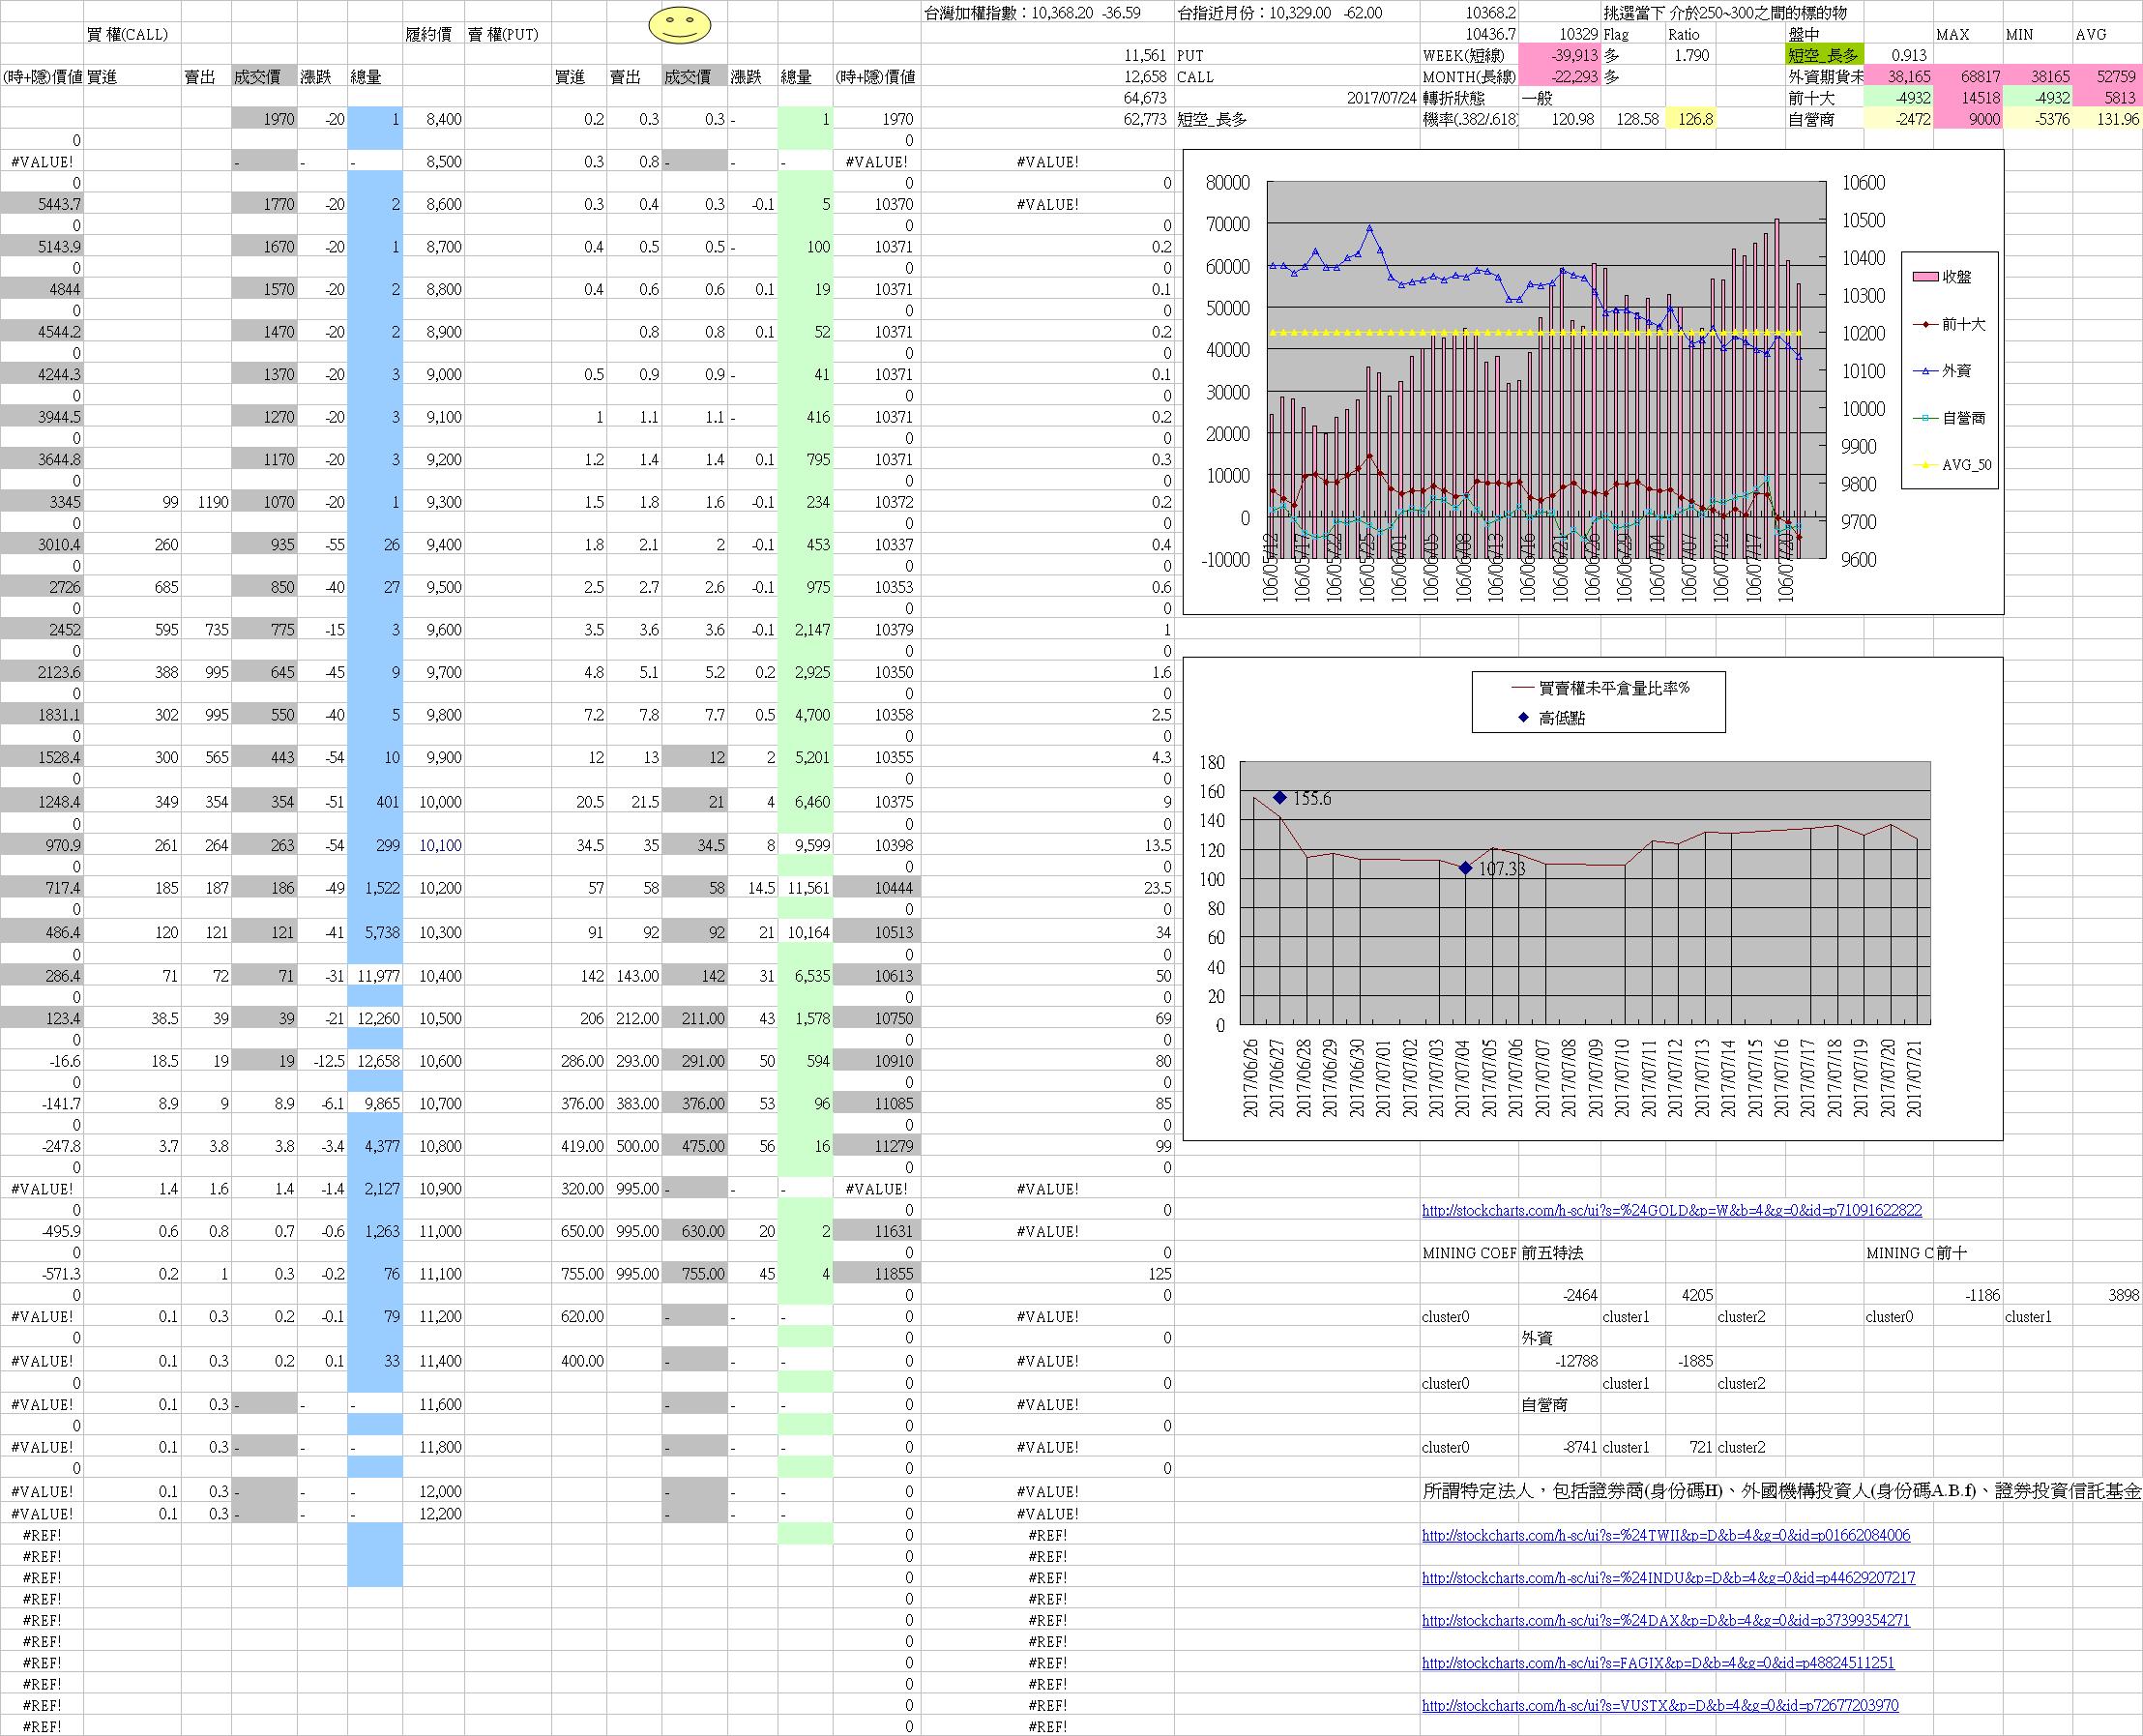 台灣加權指數：10,368.20 -36.59 台指近月份：10,329.00 -62.00 10368.2 挑選當下 介於250~300之間的標的物
買 權(CALL) 履約價 賣 權(PUT) 10436.7 10329 Flag Ratio 盤中 MAX MIN AVG
11,561 PUT WEEK(短線) -39,913 多 1.790 短空_長多 0.913
(時+隱)價值 買進 賣出 成交價 漲跌 總量 買進 賣出 成交價 漲跌 總量 (時+隱)價值 12,658 CALL MONTH(長線) -22,293 多 外資期貨未 38,165 68817 38165 52759
64,673 2017/07/24 轉折狀態 一般 前十大 -4932 14518 -4932 5813
1970 -20 1 8,400 0.2 0.3 0.3 - 1 1970 62,773 短空_長多 機率(.382/.618) 120.98 128.58 126.8 自營商 -2472 9000 -5376 131.96
0 0
#VALUE! - - - 8,500 0.3 0.8 - - - #VALUE! #VALUE!
0 0 0
5443.7 1770 -20 2 8,600 0.3 0.4 0.3 -0.1 5 10370 #VALUE!
0 0 0
5143.9 1670 -20 1 8,700 0.4 0.5 0.5 - 100 10371 0.2
0 0 0
4844 1570 -20 2 8,800 0.4 0.6 0.6 0.1 19 10371 0.1
0 0 0
4544.2 1470 -20 2 8,900 0.8 0.8 0.1 52 10371 0.2
0 0 0
4244.3 1370 -20 3 9,000 0.5 0.9 0.9 - 41 10371 0.1
0 0 0
3944.5 1270 -20 3 9,100 1 1.1 1.1 - 416 10371 0.2
0 0 0
3644.8 1170 -20 3 9,200 1.2 1.4 1.4 0.1 795 10371 0.3
0 0 0
3345 99 1190 1070 -20 1 9,300 1.5 1.8 1.6 -0.1 234 10372 0.2
0 0 0
3010.4 260 935 -55 26 9,400 1.8 2.1 2 -0.1 453 10337 0.4
0 0 0
2726 685 850 -40 27 9,500 2.5 2.7 2.6 -0.1 975 10353 0.6
0 0 0
2452 595 735 775 -15 3 9,600 3.5 3.6 3.6 -0.1 2,147 10379 1
0 0 0
2123.6 388 995 645 -45 9 9,700 4.8 5.1 5.2 0.2 2,925 10350 1.6
0 0 0
1831.1 302 995 550 -40 5 9,800 7.2 7.8 7.7 0.5 4,700 10358 2.5
0 0 0
1528.4 300 565 443 -54 10 9,900 12 13 12 2 5,201 10355 4.3
0 0 0
1248.4 349 354 354 -51 401 10,000 20.5 21.5 21 4 6,460 10375 9
0 0 0
970.9 261 264 263 -54 299 10,100 34.5 35 34.5 8 9,599 10398 13.5
0 0 0
717.4 185 187 186 -49 1,522 10,200 57 58 58 14.5 11,561 10444 23.5
0 0 0
486.4 120 121 121 -41 5,738 10,300 91 92 92 21 10,164 10513 34
0 0 0
286.4 71 72 71 -31 11,977 10,400 142 143.00 142 31 6,535 10613 50
0 0 0
123.4 38.5 39 39 -21 12,260 10,500 206 212.00 211.00 43 1,578 10750 69
0 0 0
-16.6 18.5 19 19 -12.5 12,658 10,600 286.00 293.00 291.00 50 594 10910 80
0 0 0
-141.7 8.9 9 8.9 -6.1 9,865 10,700 376.00 383.00 376.00 53 96 11085 85
0 0 0
-247.8 3.7 3.8 3.8 -3.4 4,377 10,800 419.00 500.00 475.00 56 16 11279 99
0 0 0
#VALUE! 1.4 1.6 1.4 -1.4 2,127 10,900 320.00 995.00 - - - #VALUE! #VALUE!
0 0 0 http://stockcharts.com/h-sc/ui?s=%24GOLD&p=W&b=4&g=0&id=p71091622822
-495.9 0.6 0.8 0.7 -0.6 1,263 11,000 650.00 995.00 630.00 20 2 11631 #VALUE!
0 0 0 MINING COEF 前五特法 MINING C 前十
-571.3 0.2 1 0.3 -0.2 76 11,100 755.00 995.00 755.00 45 4 11855 125
0 0 0 -2464 4205 -1186 3898
#VALUE! 0.1 0.3 0.2 -0.1 79 11,200 620.00 - - - 0 #VALUE! cluster0 cluster1 cluster2 cluster0 cluster1
0 0 0 外資
#VALUE! 0.1 0.3 0.2 0.1 33 11,400 400.00 - - - 0 #VALUE! -12788 -1885
0 0 0 cluster0 cluster1 cluster2
#VALUE! 0.1 0.3 - - - 11,600 - - - 0 #VALUE! 自營商
0 0 0
#VALUE! 0.1 0.3 - - - 11,800 - - - 0 #VALUE! cluster0 -8741 cluster1 721 cluster2
0 0 0
#VALUE! 0.1 0.3 - - - 12,000 - - - 0 #VALUE! 所謂特定法人，包括證券商(身份碼H)、外國機構投資人(身份碼A.B.f)、證券投資信託基金
#VALUE! 0.1 0.3 - - - 12,200 - - - 0 #VALUE!
#REF! 0 #REF! http://stockcharts.com/h-sc/ui?s=%24TWII&p=D&b=4&g=0&id=p01662084006
#REF! 0 #REF!
#REF! 0 #REF! http://stockcharts.com/h-sc/ui?s=%24INDU&p=D&b=4&g=0&id=p44629207217
#REF! 0 #REF!
#REF! 0 #REF! http://stockcharts.com/h-sc/ui?s=%24DAX&p=D&b=4&g=0&id=p37399354271
#REF! 0 #REF!
#REF! 0 #REF! http://stockcharts.com/h-sc/ui?s=FAGIX&p=D&b=4&g=0&id=p48824511251
#REF! 0 #REF!
#REF! 0 #REF! http://stockcharts.com/h-sc/ui?s=VUSTX&p=D&b=4&g=0&id=p72677203970
#REF! 0 #REF!
80000 10600
70000 10500
60000 10400
50000 10300
40000 10200
30000 10100
20000 10000
10000 9900
0 9800
-10000 9700
9600
106/05/12 106/05/17 106/05/22 106/05/25 106/06/01 106/06/05 106/06/08 106/06/13 106/06/16 106/06/21 106/06/26 106/06/29 106/07/04 106/07/07 106/07/12 106/07/17 106/07/20
收盤
前十大
外資
自營商
AVG_50
買賣權未平倉量比率%
高低點
180
160
140
120
100
80
60
40
20
0
155.6
107.33
2017/06/26 2017/06/27 2017/06/28 2017/06/29 2017/06/30 2017/07/01 2017/07/02 2017/07/03 2017/07/04 2017/07/05 2017/07/06 2017/07/07 2017/07/08 2017/07/09 2017/07/10 2017/07/11 2017/07/12 2017/07/13 2017/07/14 2017/07/15 2017/07/16 2017/07/17 2017/07/18 2017/07/19 2017/07/20 2017/07/21